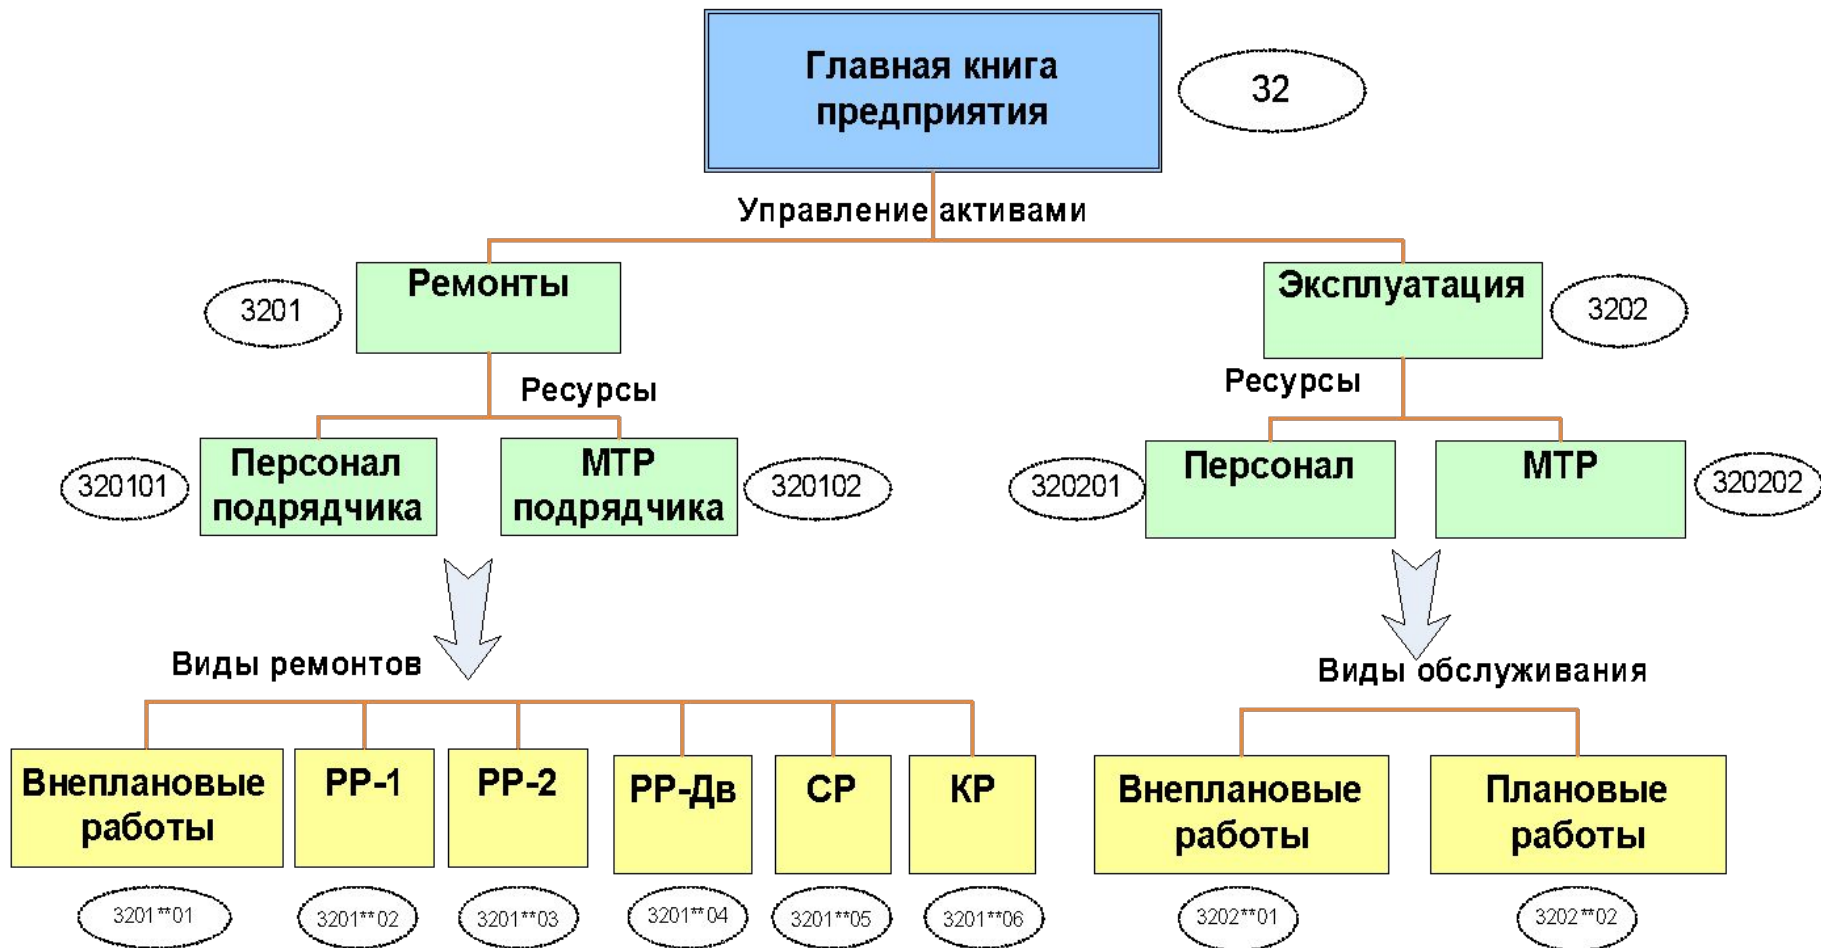 Главная книга
предприятия
32
Управление активами
Ремонты
3201
Эксплуатация
3202
Ресурсы
Ресурсы
320101
Персонал
подрядчика
МТР
подрядчика
320102
320201
Персонал
МТР
320202
Виды ремонтов
Виды обслуживания
Внеплановые
работы
РР-1
РР-2
РР-Дв
СР
КР
Внеплановые
работы
Плановые
работы
3201**01
3201**02
3201**03
3201**04
3201**05
3201**06
3202**01
3202**02